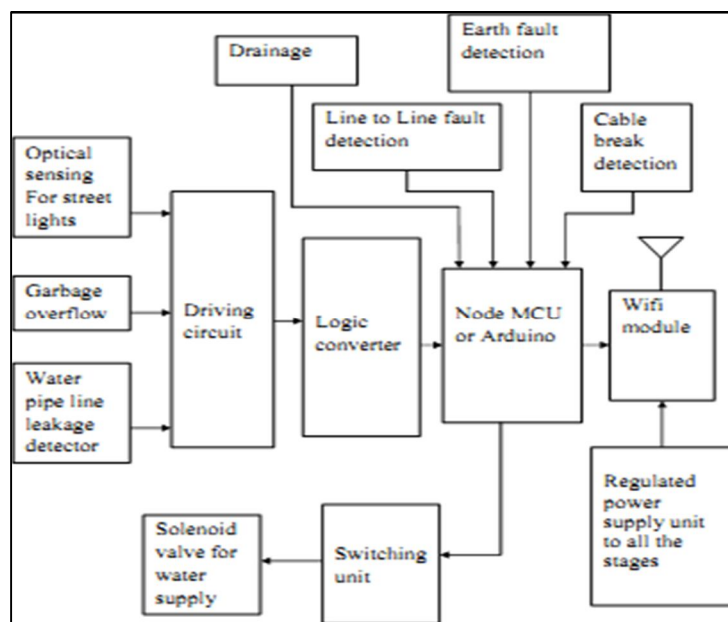 Drainage
Earth fault
detection
Line to Line fault
detection
Cable
break
detection
Optical
sensing
For street
lights
Garbage
overflow
Water
pipe line
leakage
detector
Driving
circuit
Logic
converter
Node MCU
or Arduino
Wifi
module
Regulated
power
supply unit
to all the
stages
Switching
unit
Solenoid
valve for
water
supply